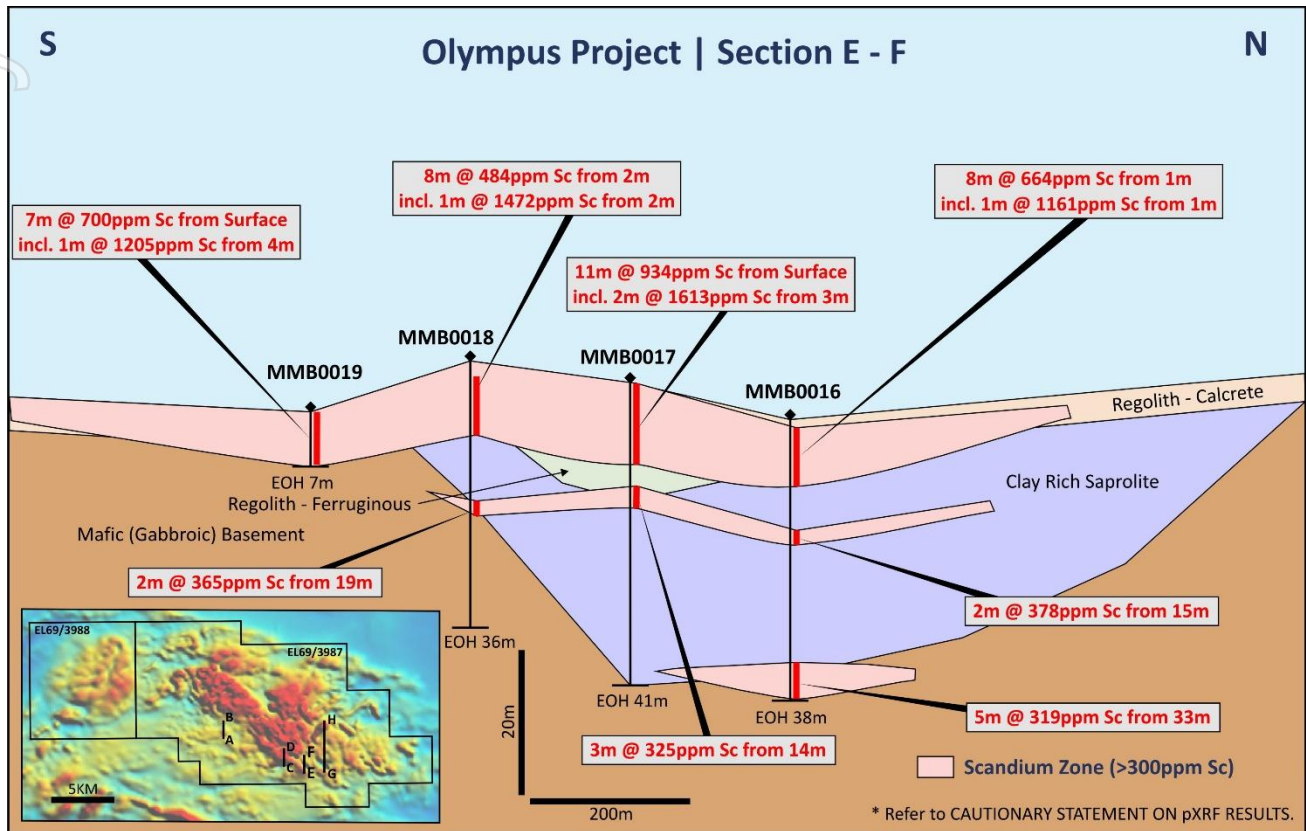 S
Olympus Project | Section E - F
N
8m @ 484ppm Sc from 2m
incl. 1m @ 1472ppm Sc from 2m
8m @ 664ppm Sc from 1m
incl. 1m @ 1161ppm Sc from 1m
7m @ 700ppm Sc from Surface
incl. 1m @ 1205ppm Sc from 4m
11m @ 934ppm Sc from Surface
incl. 2m @ 1613ppm Sc from 3m
MMB0018
MMB0017
MMB0019
MMB0016
Regolith - Calcrete
EOH 7m
Regolith - Ferruginous
Clay Rich Saprolite
Mafic (Gabbroic) Basement
2m @ 365ppm Sc from 19m
2m @ 378ppm Sc from 15m
EL69/3988
EL69/3987
EOH 36m
EOH 41m
EOH 38m
20m
5m @ 319ppm Sc from 33m
3m @ 325ppm Sc from 14m
B
A
H
D
F
C
E
G
5KM
Scandium Zone (>300ppm Sc)
200m
* Refer to CAUTIONARY STATEMENT ON pXRF RESULTS.